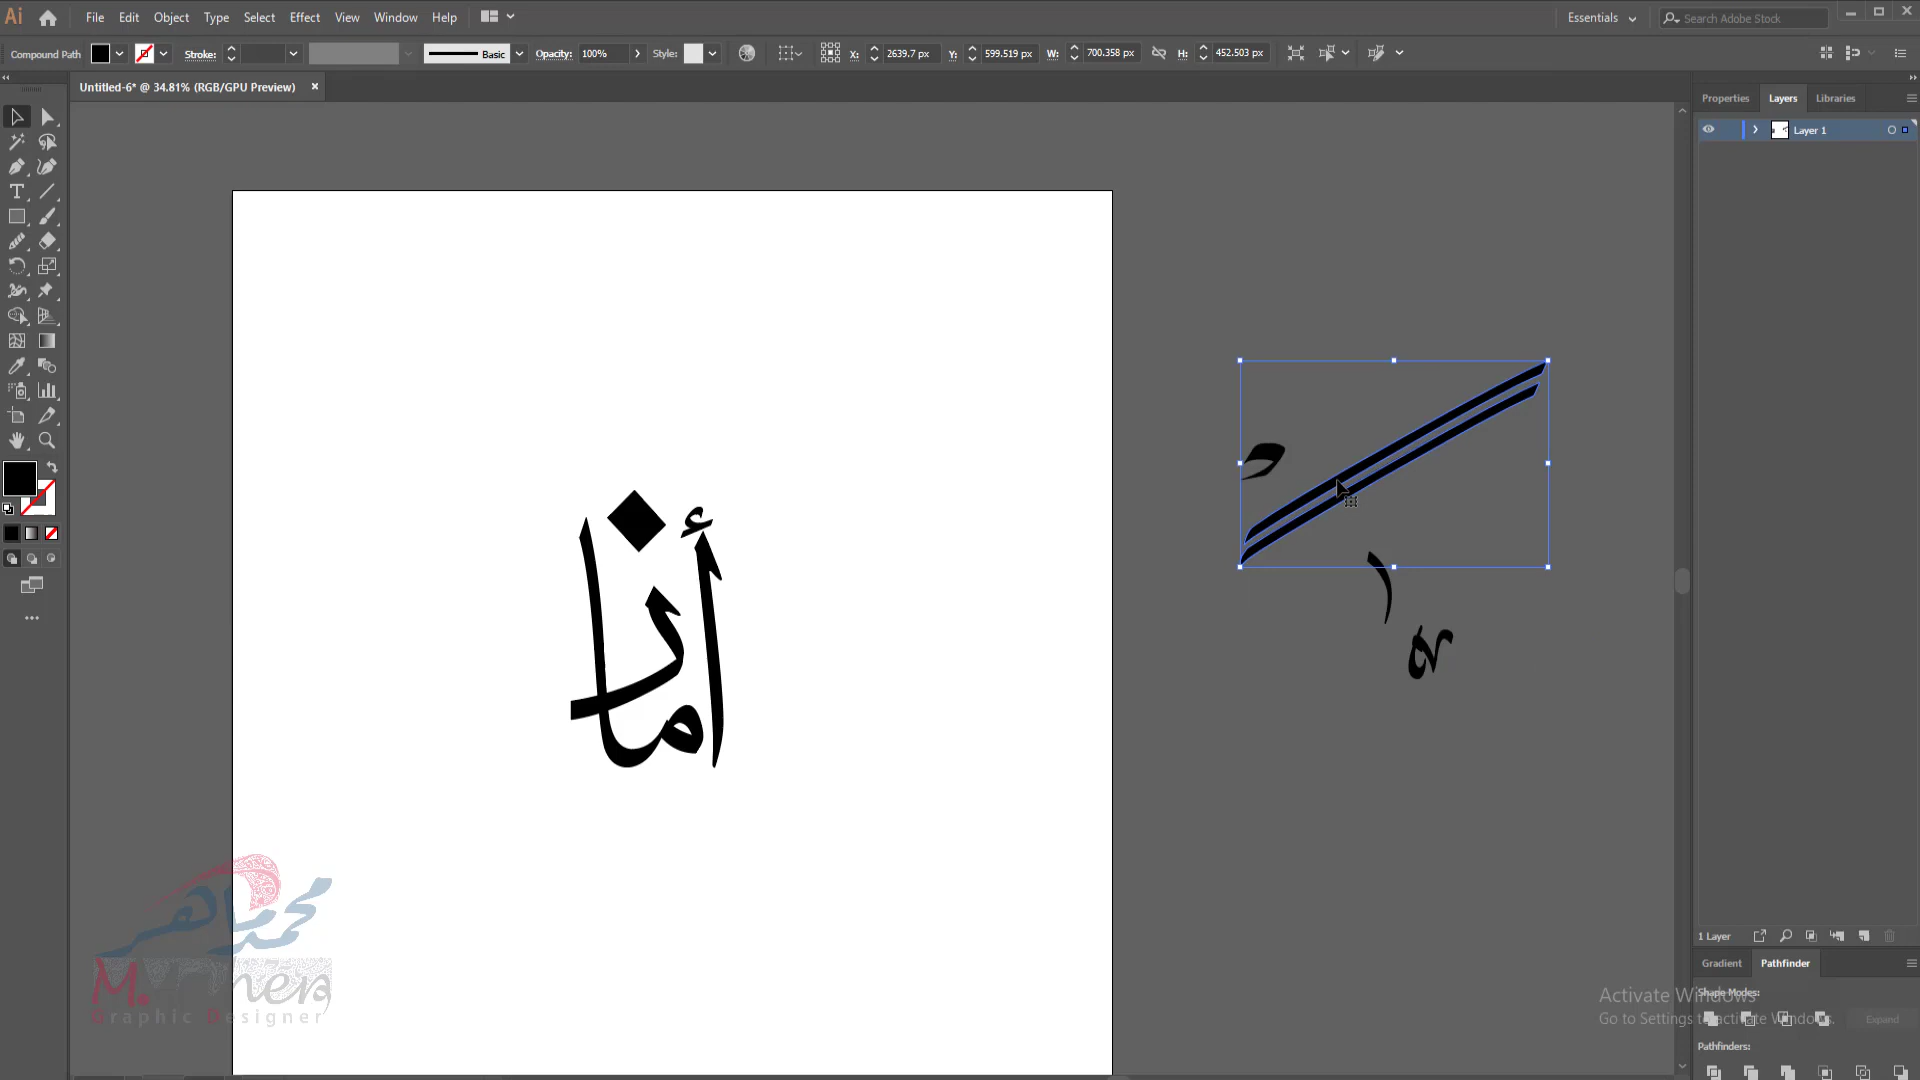 Ai File Edit Object Type Select Effect View Window Help Essentials Search Adobe Stock
Compound Path Stroke: Basic Opacity: 100% Style: X: 2639.7 px Y: 599.519 px W: 700.358 px H: 452.503 px
Untitled-6* @ 34.81% (RGB/GPU Preview) ×
Properties Layers Libraries
Layer 1
أمان
محمد ماهر
Graphic Designer
1 Layer
Gradient Pathfinder
Shape Modes:
Expand
Pathfinders:
Activate Windows
Go to Settings to activate Windows.